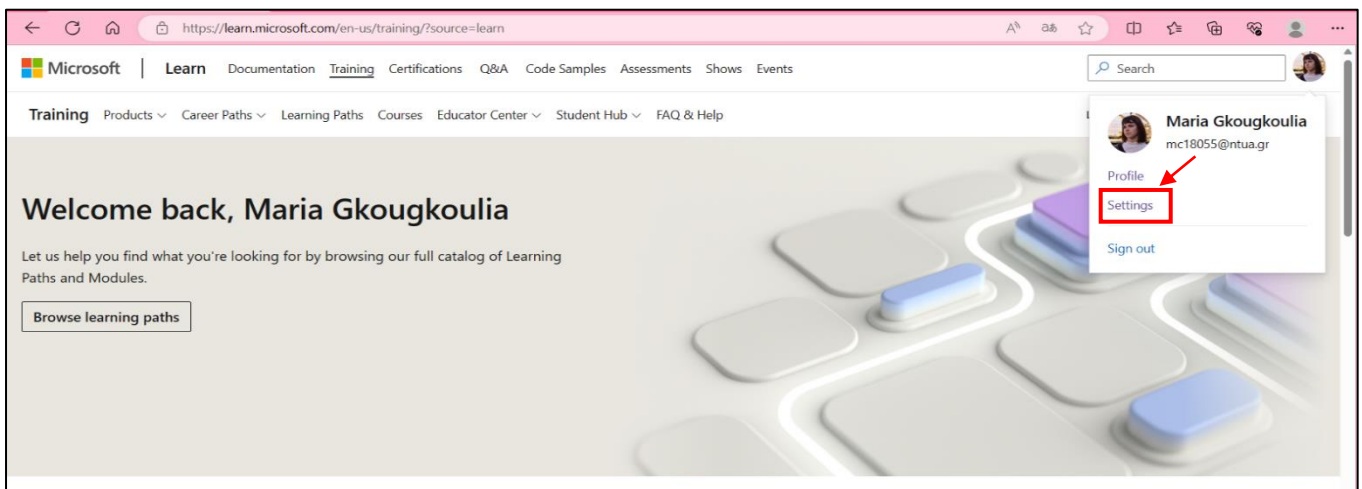 https://learn.microsoft.com/en-us/training/?source=learn
Microsoft | Learn Documentation Training Certifications Q&A Code Samples Assessments Shows Events Search
Training Products Career Paths Learning Paths Courses Educator Center Student Hub FAQ & Help
Maria Gkougkoulia
mc18055@ntua.gr
Profile
Settings
Sign out
Welcome back, Maria Gkougkoulia
Let us help you find what you're looking for by browsing our full catalog of Learning
Paths and Modules.
Browse learning paths